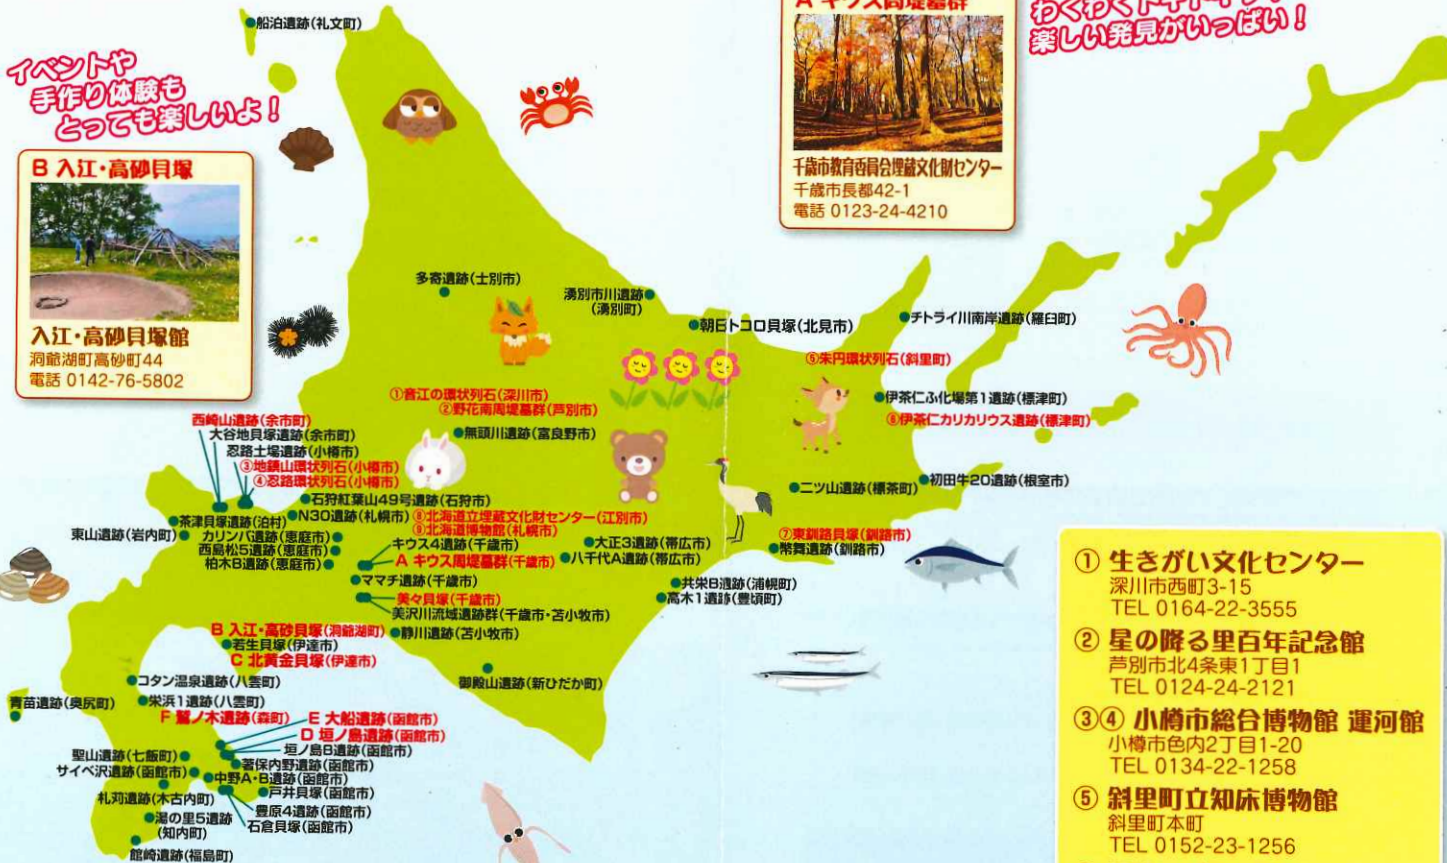 船泊遺跡(礼文町)
イベントや
手作り体験も
とっても楽しいよ!
B 入江・高砂貝塚
入江・高砂貝塚館
洞爺湖町高砂町44
電話 0142-76-5802
A キウス周堤墓群
千歳市教育委員会埋蔵文化財センター
千歳市長都42-1
電話 0123-24-4210
楽しい発見がいっぱい!
多寄遺跡(士別市)
湧別市川遺跡
(湧別町)
朝日トコロ貝塚(北見市)
チトライ川南岸遺跡(羅臼町)
⑤朱円環状列石(斜里町)
伊茶仁ふ化場第1遺跡(標津町)
⑥伊茶仁カリカリウス遺跡(標津町)
①音江の環状列石(深川市)
②野花南周堤墓群(芦別市)
無頭川遺跡(富良野市)
西崎山遺跡(余市町)
大谷地貝塚遺跡(余市町)
忍路土場遺跡(小樽市)
③地鎮山環状列石(小樽市)
④忍路環状列石(小樽市)
石狩紅葉山49号遺跡(石狩市)
茶津貝塚遺跡(泊村)
N30遺跡(札幌市)
⑧北海道立埋蔵文化財センター(江別市)
⑨北海道博物館(札幌市)
東山遺跡(岩内町)
カリンバ遺跡(恵庭市)
西島松5遺跡(恵庭市)
柏木B遺跡(恵庭市)
キウス4遺跡(千歳市)
A キウス周堤墓群(千歳市)
大正3遺跡(帯広市)
八千代A遺跡(帯広市)
ママチ遺跡(千歳市)
美々貝塚(千歳市)
美沢川流域遺跡群(千歳市・苫小牧市)
二ツ山遺跡(標茶町)
初田牛20遺跡(根室市)
⑦東釧路貝塚(釧路市)
幣舞遺跡(釧路市)
共栄B遺跡(浦幌町)
高木1遺跡(豊頃町)
B 入江・高砂貝塚(洞爺湖町)
静川遺跡(苫小牧市)
若生貝塚(伊達市)
C 北黄金貝塚(伊達市)
御殿山遺跡(新ひだか町)
コタン温泉遺跡(八雲町)
栄浜1遺跡(八雲町)
青苗遺跡(奥尻町)
F 鷲ノ木遺跡(森町)
E 大船遺跡(函館市)
D 垣ノ島遺跡(函館市)
垣ノ島B遺跡(函館市)
聖山遺跡(七飯町)
著保内野遺跡(函館市)
サイベ沢遺跡(函館市)
中野A・B遺跡(函館市)
札苅遺跡(木古内町)
戸井貝塚(函館市)
豊原4遺跡(函館市)
石倉貝塚(函館市)
湯の里5遺跡
(知内町)
館崎遺跡(福島町)
① 生きがい文化センター
深川市西町3-15
TEL 0164-22-3555
② 星の降る里百年記念館
芦別市北4条東1丁目1
TEL 0124-24-2121
③④ 小樽市総合博物館 運河館
小樽市色内2丁目1-20
TEL 0134-22-1258
⑤ 斜里町立知床博物館
斜里町本町
TEL 0152-23-1256